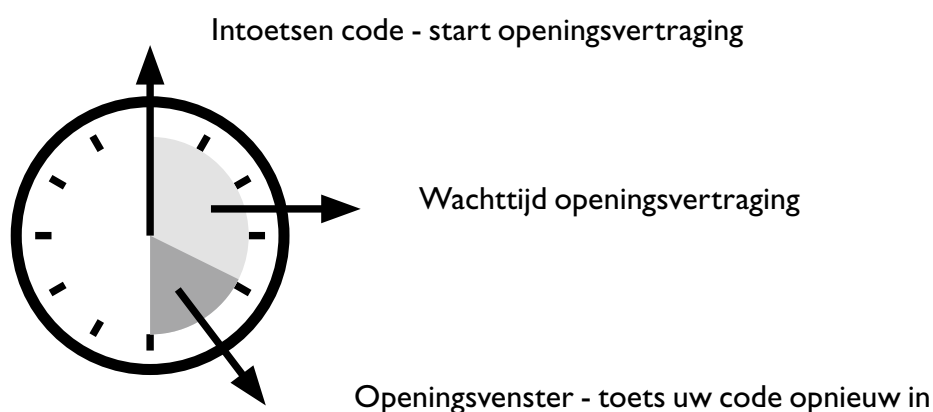 Intoetsen code - start openingsvertraging
Wachttijd openingsvertraging
Openingsvenster - toets uw code opnieuw in